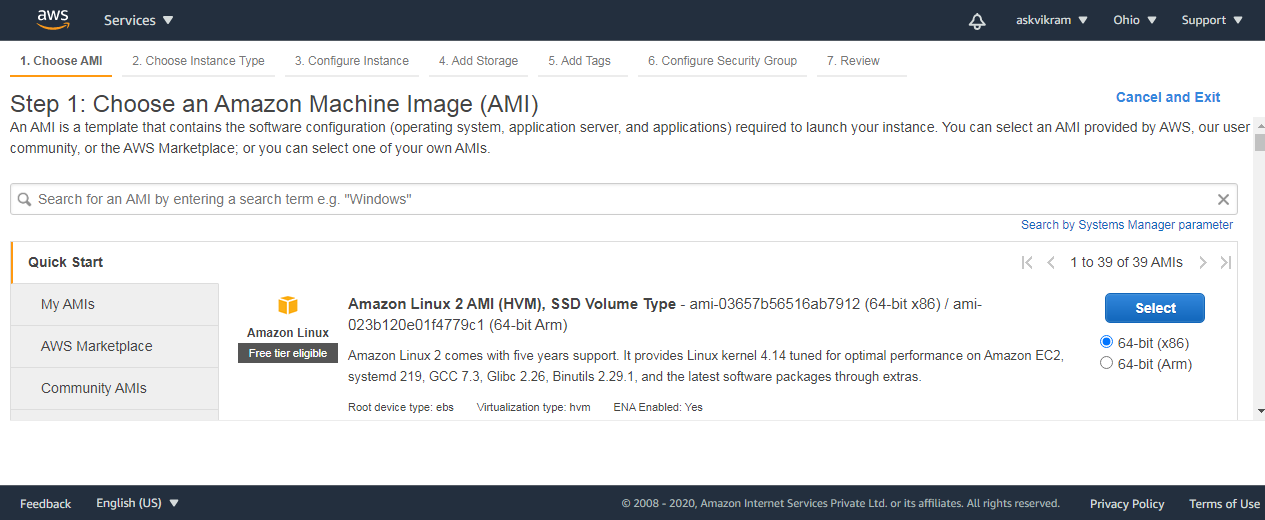 aws Services askvikram Ohio Support
1. Choose AMI 2. Choose Instance Type 3. Configure Instance 4. Add Storage 5. Add Tags 6. Configure Security Group 7. Review
Step 1: Choose an Amazon Machine Image (AMI) Cancel and Exit
An AMI is a template that contains the software configuration (operating system, application server, and applications) required to launch your instance. You can select an AMI provided by AWS, our user
community, or the AWS Marketplace; or you can select one of your own AMIs.
Search for an AMI by entering a search term e.g. "Windows"
Search by Systems Manager parameter
Quick Start 1 to 39 of 39 AMIs
My AMIs
AWS Marketplace
Community AMIs
Amazon Linux
Free tier eligible
Amazon Linux 2 AMI (HVM), SSD Volume Type - ami-03657b56516ab7912 (64-bit x86) / ami-
023b120e01f4779c1 (64-bit Arm)
Amazon Linux 2 comes with five years support. It provides Linux kernel 4.14 tuned for optimal performance on Amazon EC2,
systemd 219, GCC 7.3, Glibc 2.26, Binutils 2.29.1, and the latest software packages through extras.
Root device type: ebs Virtualization type: hvm ENA Enabled: Yes
Select
64-bit (x86)
64-bit (Arm)
Feedback English (US) © 2008 - 2020, Amazon Internet Services Private Ltd. or its affiliates. All rights reserved. Privacy Policy Terms of Use